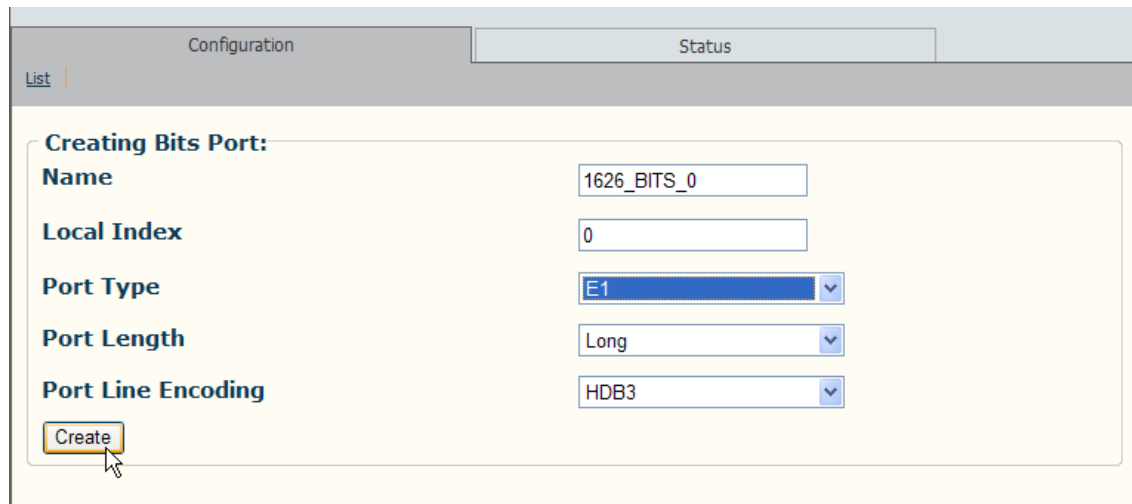 Configuration Status
List
Creating Bits Port:
Name 1626_BITS_0
Local Index 0
Port Type E1
Port Length Long
Port Line Encoding HDB3
Create